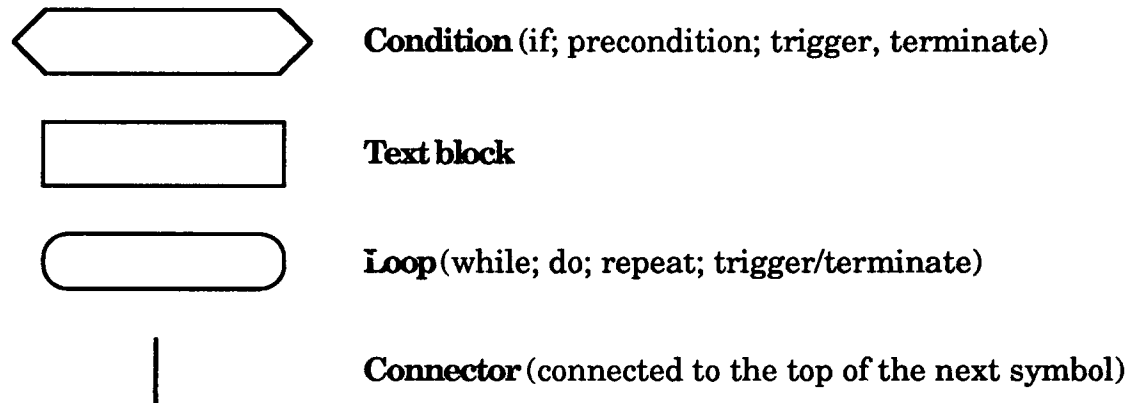 Condition (if; precondition; trigger, terminate)
Text block
Loop (while; do; repeat; trigger/terminate)
Connector (connected to the top of the next symbol)